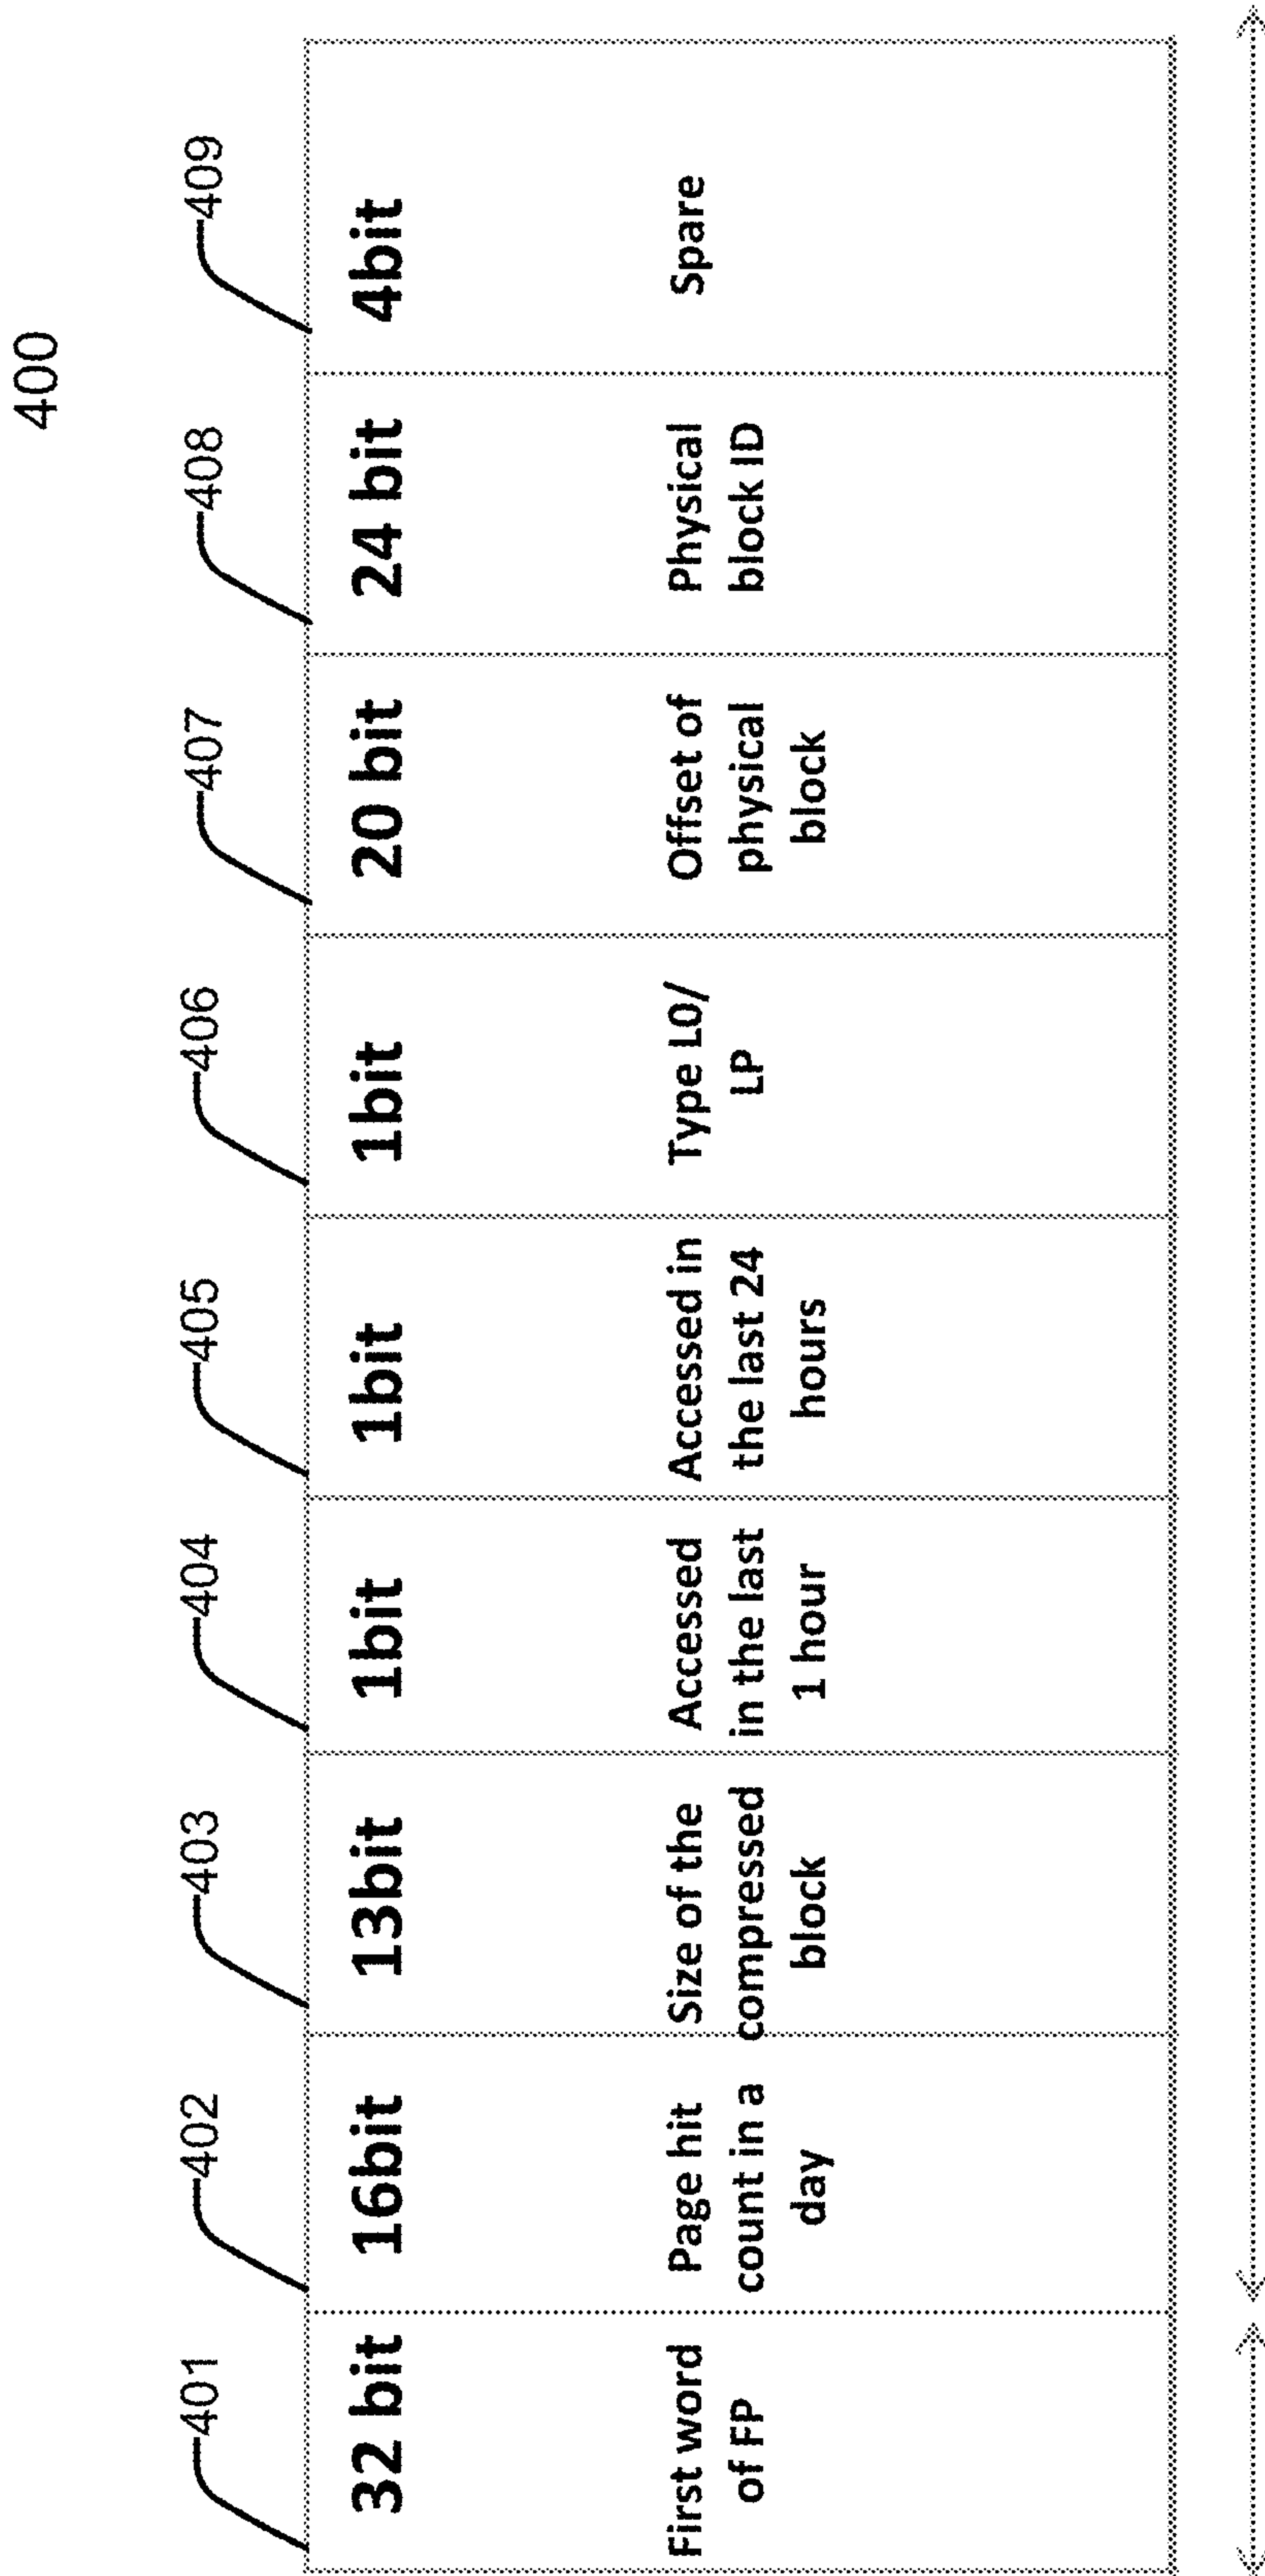 400
401
402
403
404
405
406
407
408
409
32 bit
16bit
13bit
1bit
1bit
1bit
20 bit
24 bit
4bit
First word
of FP
Page hit
count in a
day
Size of the
compressed
block
Accessed
in the last
1 hour
Accessed in
the last 24
hours
Type L0/
LP
Offset of
physical
block
Physical
block ID
Spare